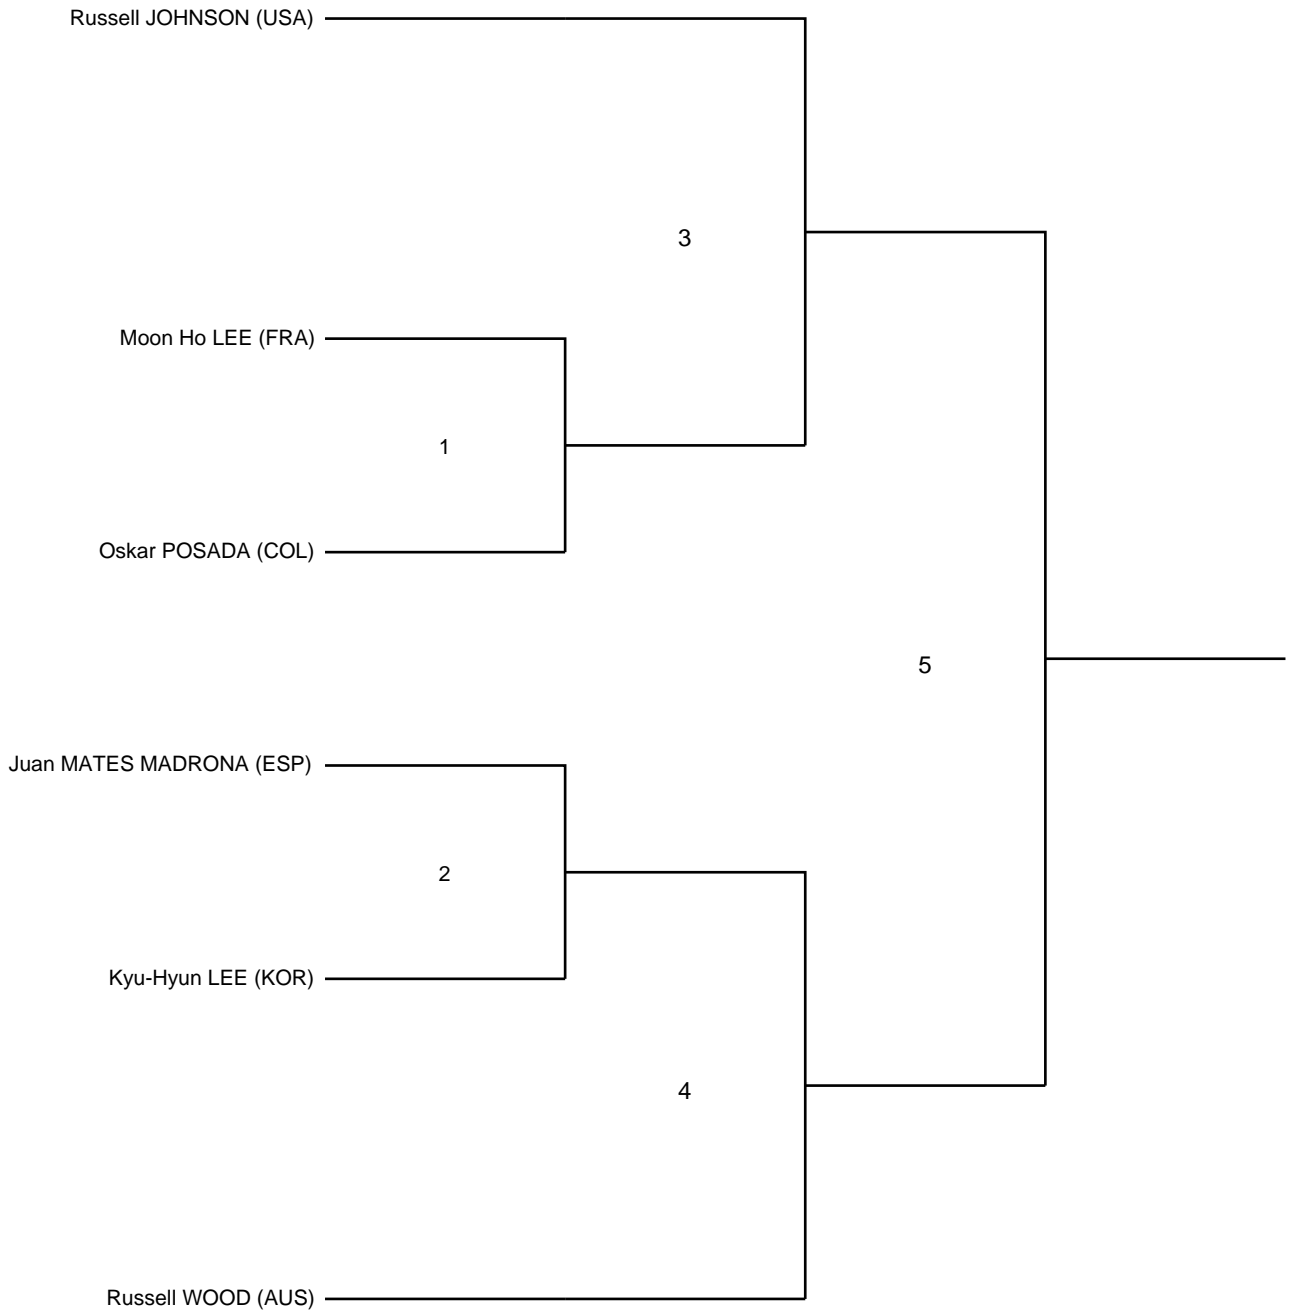 Russell JOHNSON (USA)
3
Moon Ho LEE (FRA)
1
Oskar POSADA (COL)
5
Juan MATES MADRONA (ESP)
2
Kyu-Hyun LEE (KOR)
4
Russell WOOD (AUS)